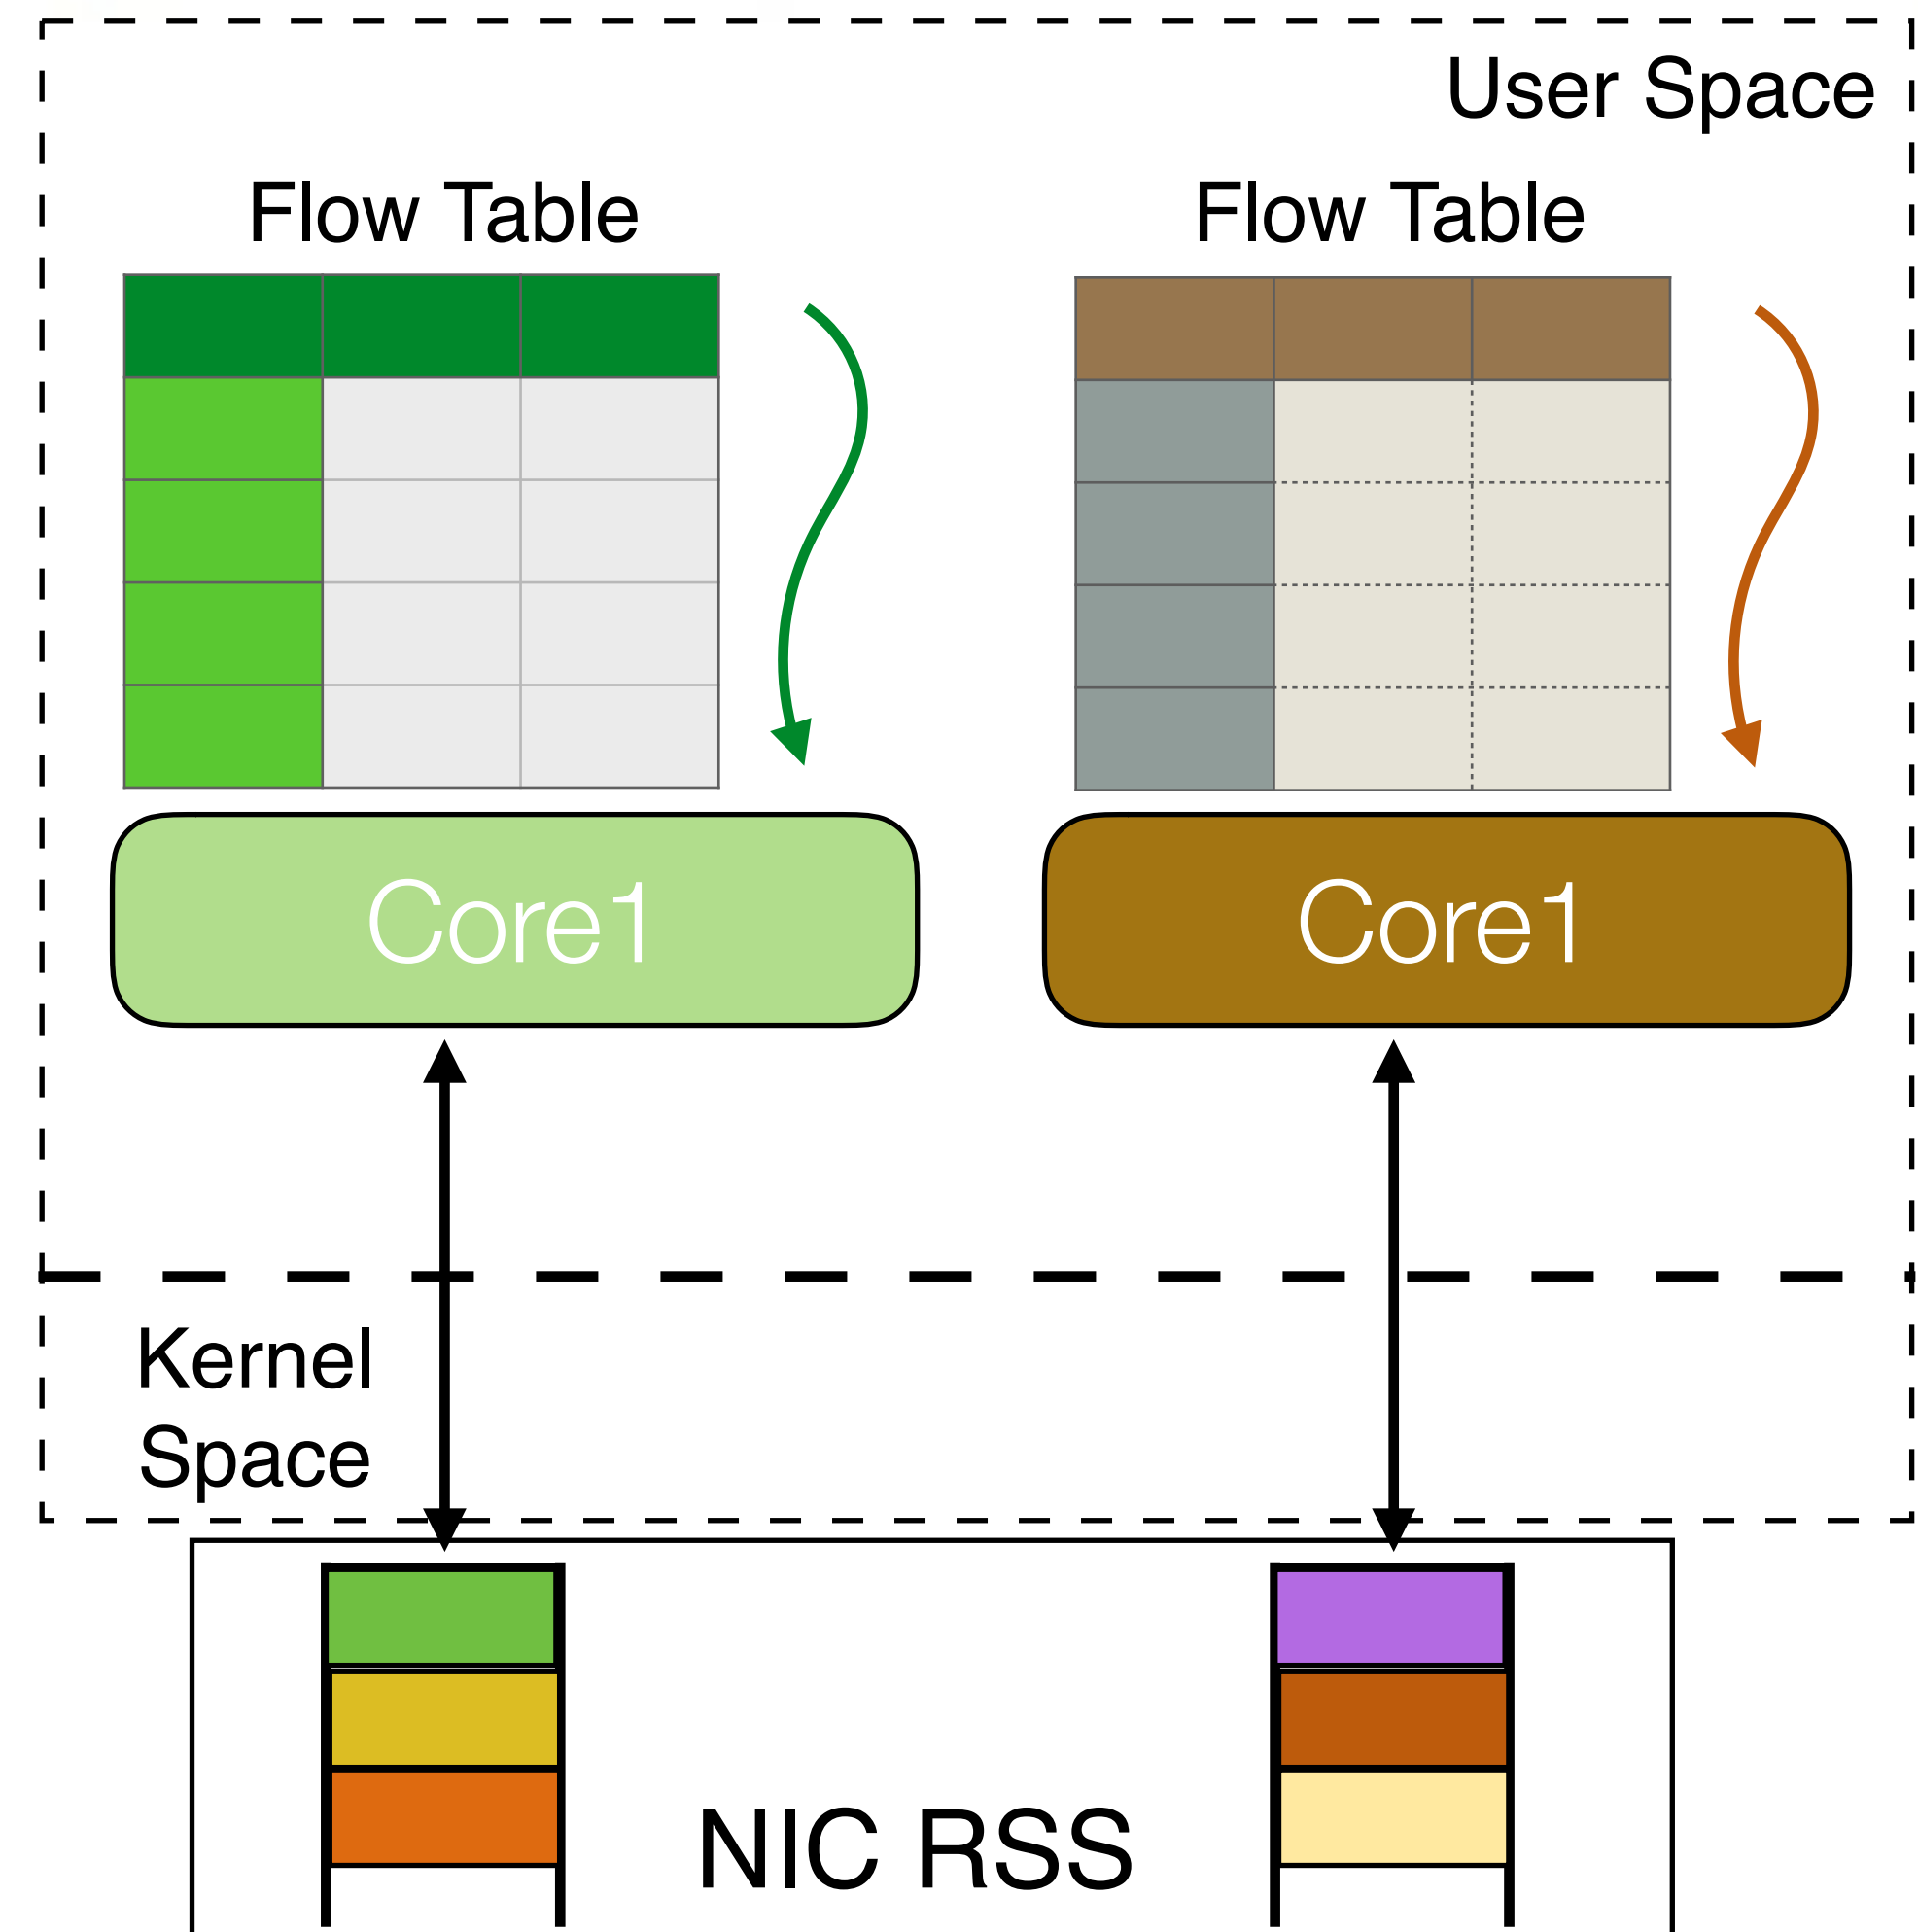 User Space
Flow Table
Flow Table
Core1
Core1
Kernel
Space
NIC RSS